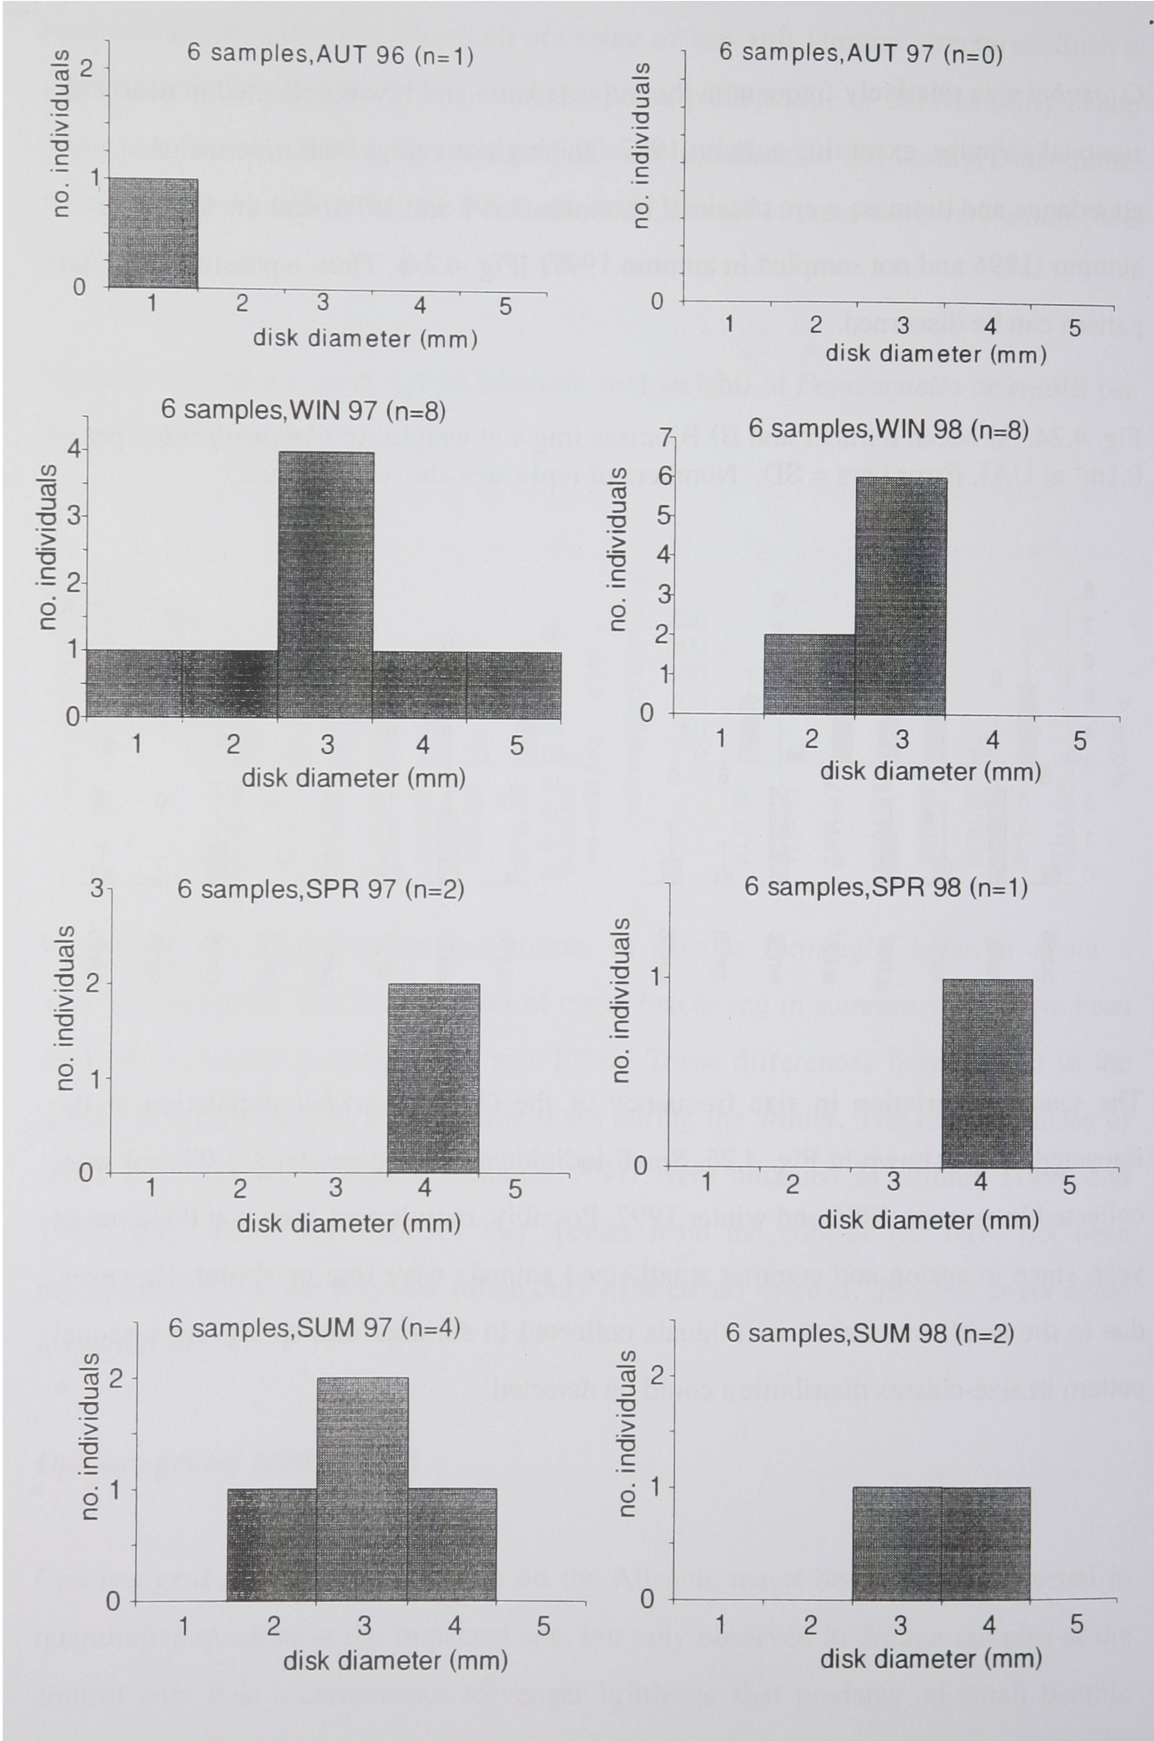 6 samples,AUT 96 (n=1)
2
1
0
no. individuals
1 2 3 4 5
disk diameter (mm)
6 samples,AUT 97 (n=0)
0
no. individuals
1 2 3 4 5
disk diameter (mm)
6 samples,WIN 97 (n=8)
4
3
2
1
0
no. individuals
1 2 3 4 5
disk diameter (mm)
6 samples,WIN 98 (n=8)
7
6
5
4
3
2
1
0
no. individuals
1 2 3 4 5
disk diameter (mm)
6 samples,SPR 97 (n=2)
3
2
1
0
no. individuals
1 2 3 4 5
disk diameter (mm)
6 samples,SPR 98 (n=1)
1
0
no. individuals
1 2 3 4 5
disk diameter (mm)
6 samples,SUM 97 (n=4)
2
1
0
no. individuals
1 2 3 4 5
disk diameter (mm)
6 samples,SUM 98 (n=2)
2
1
0
no. individuals
1 2 3 4 5
disk diameter (mm)